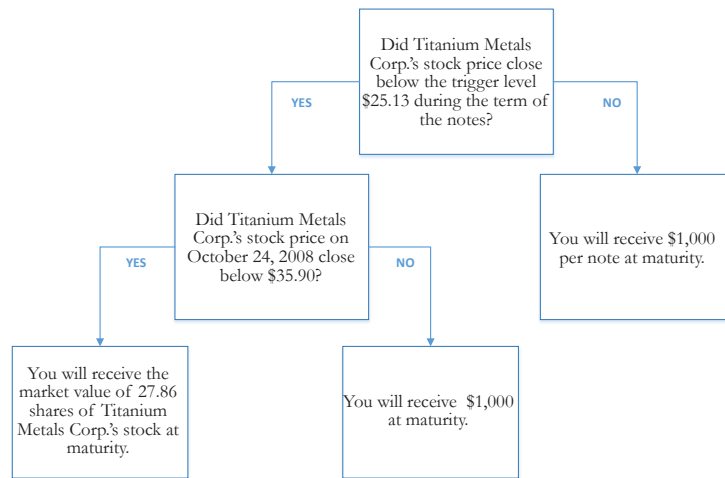 Did Titanium Metals
Corp.'s stock price close
below the trigger level
$25.13 during the term of
the notes?
YES
NO
Did Titanium Metals
Corp.'s stock price on
October 24, 2008 close
below $35.90?
You will receive $1,000
per note at maturity.
YES
NO
You will receive the
market value of 27.86
shares of Titanium
Metals Corp.'s stock at
maturity.
You will receive $1,000
at maturity.